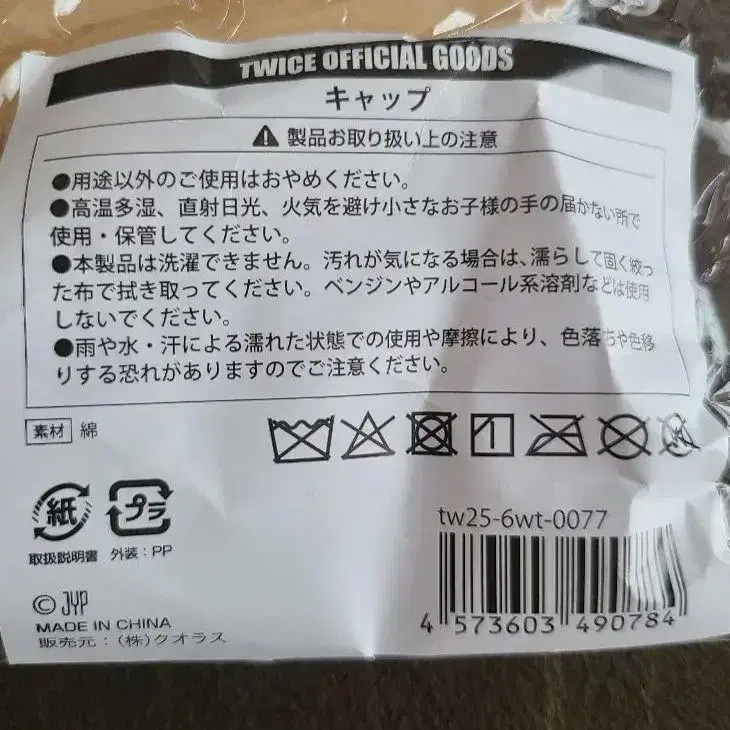 TWICE OFFICIAL GOODS
キャップ
製品お取り扱い上の注意
●用途以外のご使用はおやめください。
●高温多湿、直射日光、火気を避け小さなお子様の手の届かない所で
使用・保管してください。
●本製品は洗濯できません。汚れが気になる場合は、濡らして固く絞っ
た布で拭き取ってください。ベンジンやアルコール系溶剤などは使用
しないでください。
●雨や水・汗による濡れた状態での使用や摩擦により、色落ちや色移
りする恐れがありますのでご注意ください。
素材 綿
紙 プラ
取扱説明書 外装：PP
tw25-6wt-0077
4 573603 490784
© JYP
MADE IN CHINA
販売元：(株)クオラス